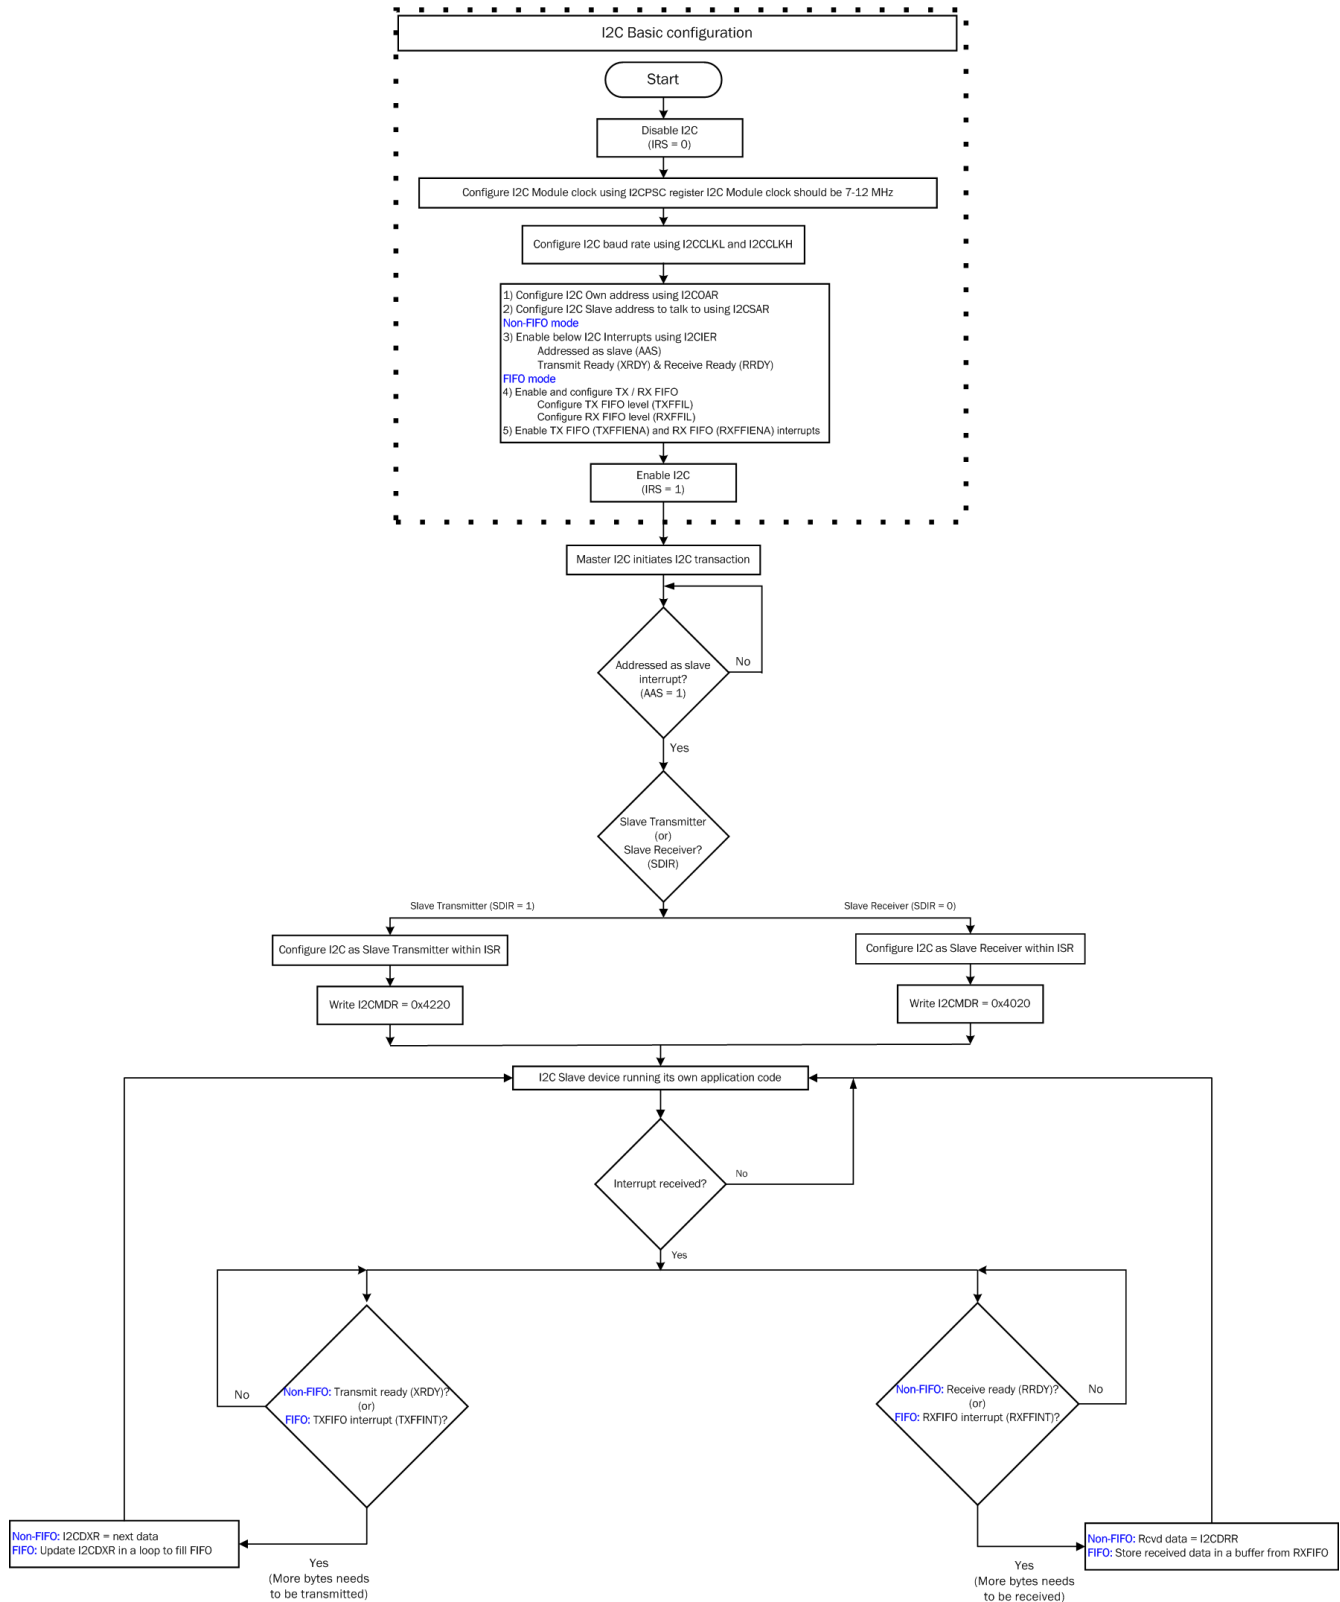 I2C Basic configuration
Start
Disable I2C
(IRS = 0)
Configure I2C Module clock using I2CPSC register I2C Module clock should be 7-12 MHz
Configure I2C baud rate using I2CCLKL and I2CCLKH
1) Configure I2C Own address using I2COAR
2) Configure I2C Slave address to talk to using I2CSAR
Non-FIFO mode
3) Enable below I2C Interrupts using I2CIER
Addressed as slave (AAS)
Transmit Ready (XRDY) & Receive Ready (RRDY)
FIFO mode
4) Enable and configure TX / RX FIFO
Configure TX FIFO level (TXFFIL)
Configure RX FIFO level (RXFFIL)
5) Enable TX FIFO (TXFFIENA) and RX FIFO (RXFFIENA) interrupts
Enable I2C
(IRS = 1)
Master I2C initiates I2C transaction
Addressed as slave
interrupt?
(AAS = 1)
No
Yes
Slave Transmitter
(or)
Slave Receiver?
(SDIR)
Slave Transmitter (SDIR = 1)
Slave Receiver (SDIR = 0)
Configure I2C as Slave Transmitter within ISR
Configure I2C as Slave Receiver within ISR
Write I2CMDR = 0x4220
Write I2CMDR = 0x4020
I2C Slave device running its own application code
Interrupt received?
No
Yes
No
Non-FIFO: Transmit ready (XRDY)?
(or)
FIFO: TXFIFO interrupt (TXFFINT)?
Non-FIFO: Receive ready (RRDY)?
(or)
FIFO: RXFIFO interrupt (RXFFINT)?
No
Non-FIFO: I2CDXR = next data
FIFO: Update I2CDXR in a loop to fill FIFO
Yes
(More bytes needs
to be transmitted)
Yes
(More bytes needs
to be received)
Non-FIFO: Rcvd data = I2CDRR
FIFO: Store received data in a buffer from RXFIFO